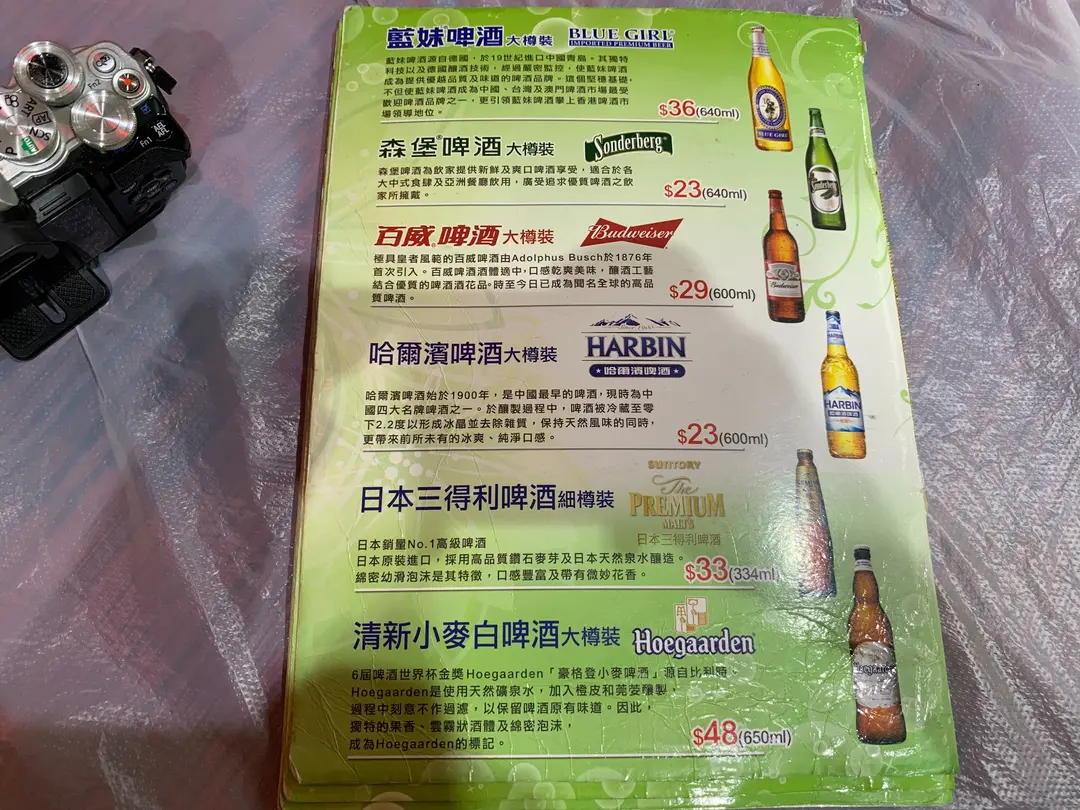 藍妹®啤酒 大樽裝 BLUE GIRL®
IMPORTED PREMIUM BEER
藍妹啤酒源自德國,於19世紀進口中國青島。其獨特
科技以及德國釀酒技術,經過嚴密監控,使藍妹啤酒
成為提供優越品質及味道的啤酒品牌。這個堅穩基礎,
不但使藍妹啤酒成為中國、台灣及澳門啤酒市場最受
歡迎啤酒品牌之一,更引領藍妹啤酒攀上香港啤酒市
場領導地位。
$36(640ml)
BLUE GIRL
森堡®啤酒 大樽裝 Sonderberg
森堡啤酒為飲家提供新鮮及爽口啤酒享受,適合於各
大中式食肆及亞洲餐廳飲用,廣受追求優質啤酒之飲
家所擁戴。
$23(640ml)
Sonderberg
百威®啤酒 大樽裝 Budweiser
極具皇者風範的百威啤酒由Adolphus Busch於1876年
首次引入。百威啤酒酒體適中,口感乾爽美味,釀酒工藝
結合優質的啤酒酒花品。時至今日已成為聞名全球的高品
質啤酒。
$29(600ml)
Budweiser
哈爾濱啤酒大樽裝 Since 1900
HARBIN
哈爾濱啤酒
哈爾濱啤酒始於1900年,是中國最早的啤酒,現時為中
國四大名牌啤酒之一。於釀製過程中,啤酒被冷藏至零
下2.2度以形成冰晶並去除雜質,保持天然風味的同時,
更帶來前所未有的冰爽、純淨口感。
$23(600ml)
HARBIN
日本三得利啤酒細樽裝 SUNTORY
The
PREMIUM
MALT'S
日本三得利啤酒
日本銷量No.1高級啤酒
日本原裝進口,採用高品質鑽石麥芽及日本天然泉水釀造。
綿密幼滑泡沫是其特徵,口感豐富及帶有微妙花香。
$33(334ml)
清新小麥白啤酒大樽裝 Hoegaarden
6屆啤酒世界杯金獎Hoegaarden「豪格登小麥啤酒」源自比利時。
Hoegaarden是使用天然礦泉水,加入橙皮和芫荽釀製,
過程中刻意不作過濾,以保留啤酒原有味道。因此,
獨特的果香、雲霧狀酒體及綿密泡沫,
成為Hoegaarden的標記。
$48(650ml)
Hoegaarden
SCN
AUTO
P
ART
Fn2
Fn1
AEL
AFL